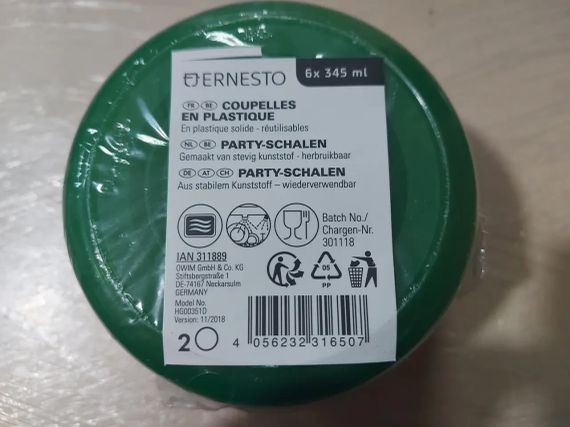 ERNESTO
6x 345 ml
FR BE COUPELLES
EN PLASTIQUE
En plastique solide - réutilisables
NL BE PARTY-SCHALEN
Gemaakt van stevig kunststof - herbruikbaar
DE AT CH PARTY-SCHALEN
Aus stabilem Kunststoff – wiederverwendbar
Batch No./
Chargen-Nr.
301118
IAN 311889
OWIM GmbH & Co. KG
Stiftsbergstraße 1
DE-74167 Neckarsulm
GERMANY
Model No.
HG00351D
Version: 11/2018
05
PP
2
4 056232 316507